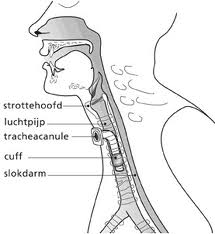 strottehoofd
luchtpijp
tracheacanule
cuff
slokdarm